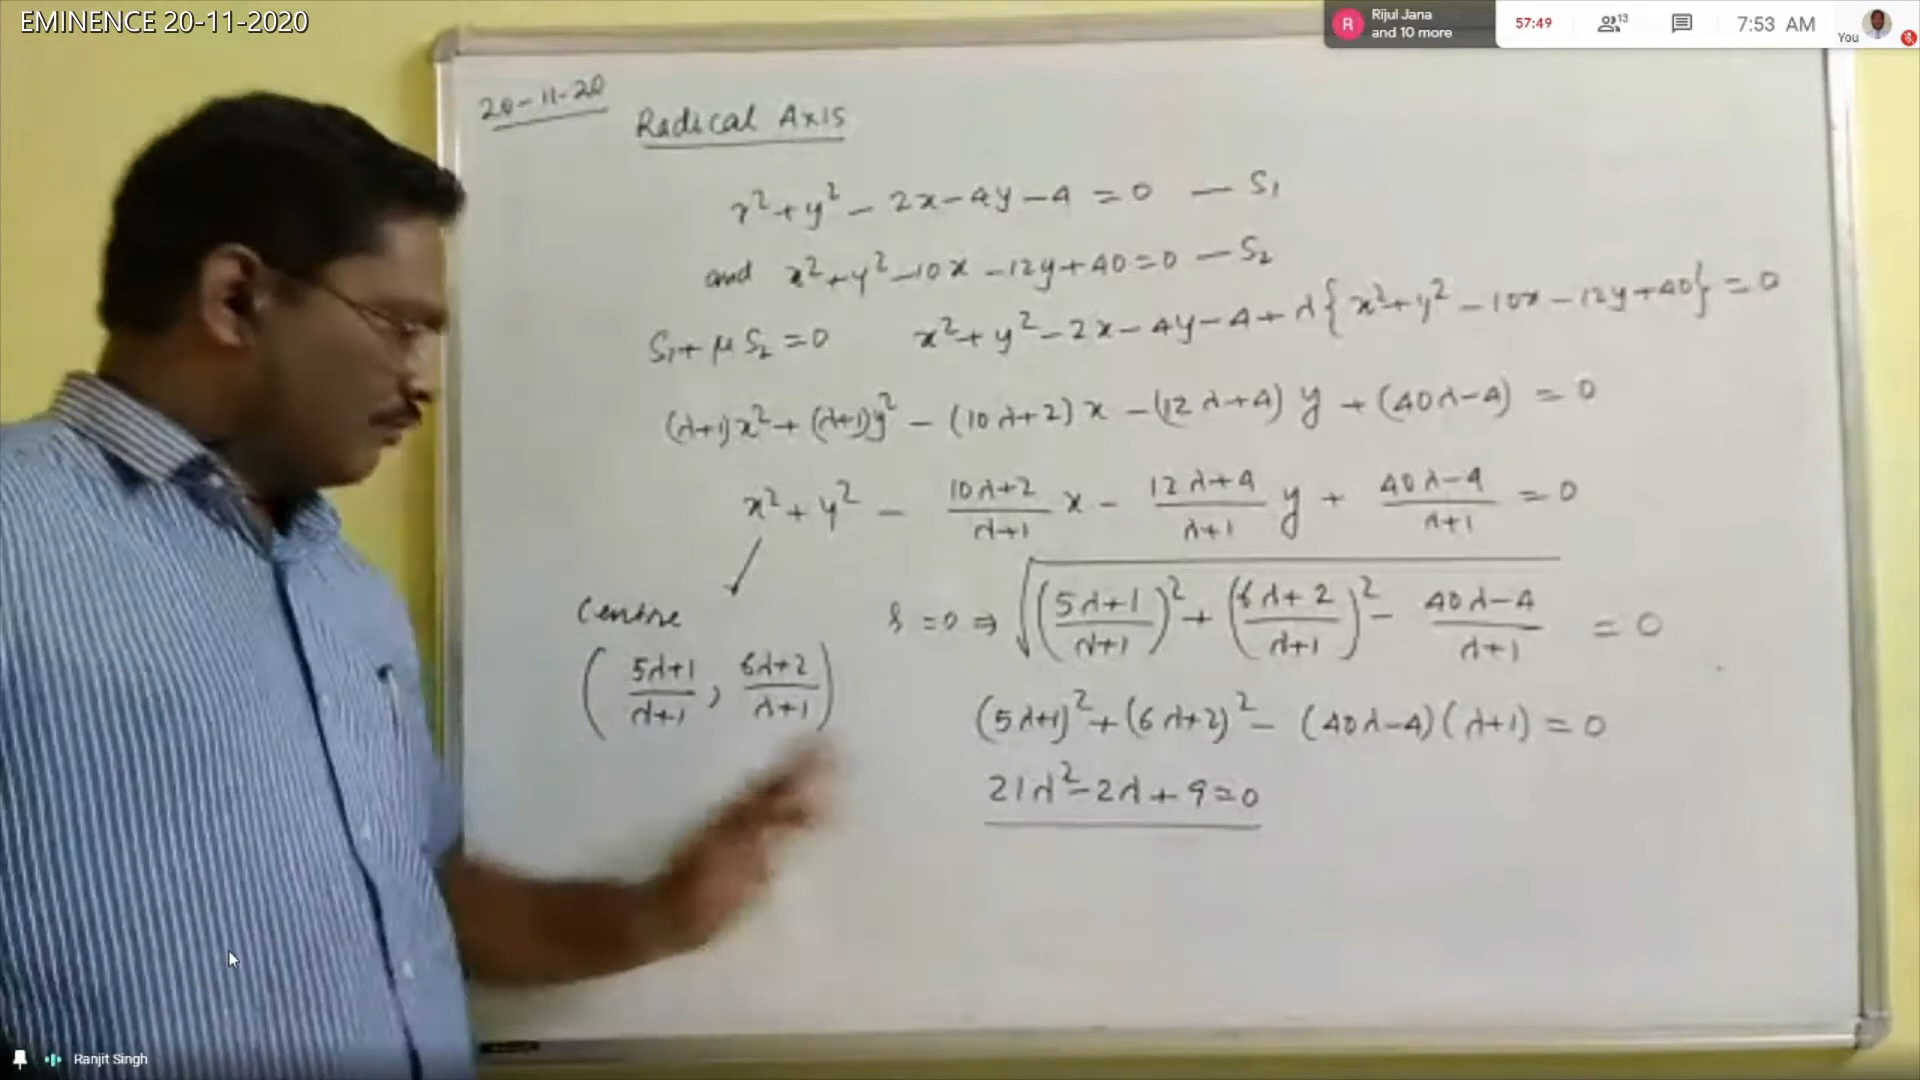 EMINENCE 20-11-2020
Rijul Jana
and 10 more
57:49
13
7:53 AM
You
R
20-11-20
Radical Axis
x² + y² - 2x - 4y - 4 = 0 — S₁
and x² + y² - 10x - 12y + 40 = 0 — S₂
S₁ + μ S₂ = 0 x² + y² - 2x - 4y - 4 + λ{x² + y² - 10x - 12y + 40} = 0
(λ+1)x² + (λ+1)y² - (10λ+2)x - (12λ+4)y + (40λ-4) = 0
x² + y² - (10λ+2)/(λ+1) x - (12λ+4)/(λ+1) y + (40λ-4)/(λ+1) = 0
Centre
((5λ+1)/(λ+1), (6λ+2)/(λ+1))
r = 0 ⇒ √(((5λ+1)/(λ+1))² + ((6λ+2)/(λ+1))² - (40λ-4)/(λ+1)) = 0
(5λ+1)² + (6λ+2)² - (40λ-4)(λ+1) = 0
21λ² - 2λ + 9 = 0
Ranjit Singh